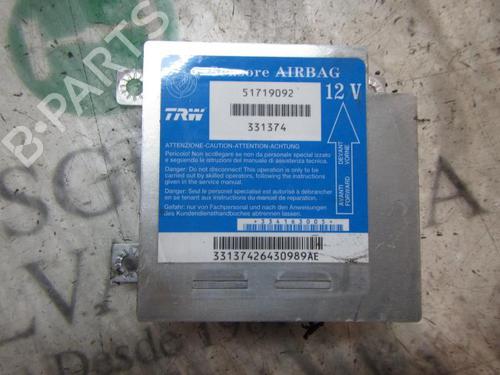 AIRBAG
51719092
12 V
TRW
331374
ATTENZIONE-CAUTION-ATTENTION-ACHTUNG
Pericolo! Non scollegare se non da personale specializzato
e seguendo le istruzioni del manuale di assistenza tecnica.
Danger: Do not disconnect! This operation is only to be
carried out by skilled operators, following the instructions
given in the service manual.
Danger: Seul le personel specialisé est autorisé à débrancher
en se tenant aux instructions du manuel de reparation.
Gefahr: nur von Fachpersonal und nach den Anweisungen
des Kundendiensthandbuches abtrennen lassen.
AVANTI
FORWARD
DEVANT
VORNE
*334163005*
33137426430989AE
B-PARTS
Desde